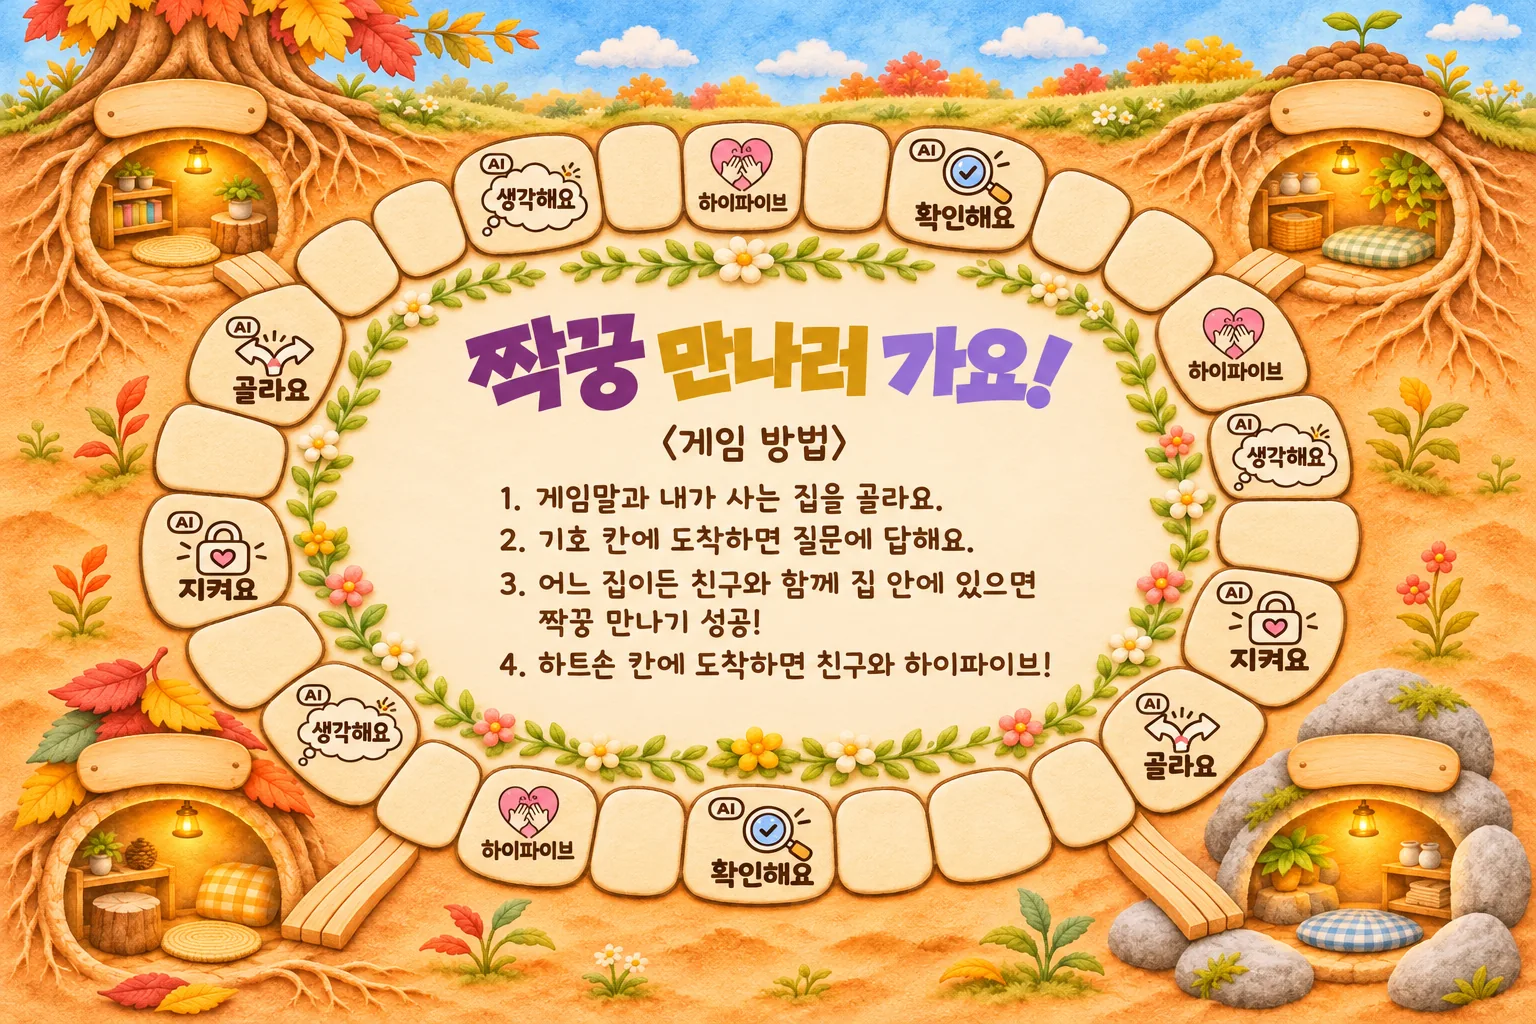 AI
생각해요
하이파이브
AI
확인해요
AI
골라요
하이파이브
AI
생각해요
AI
지켜요
AI
지켜요
AI
생각해요
AI
골라요
하이파이브
AI
확인해요
짝꿍 만나러 가요!
<게임 방법>
1. 게임말과 내가 사는 집을 골라요.
2. 기호 칸에 도착하면 질문에 답해요.
3. 어느 집이든 친구와 함께 집 안에 있으면
짝꿍 만나기 성공!
4. 하트손 칸에 도착하면 친구와 하이파이브!